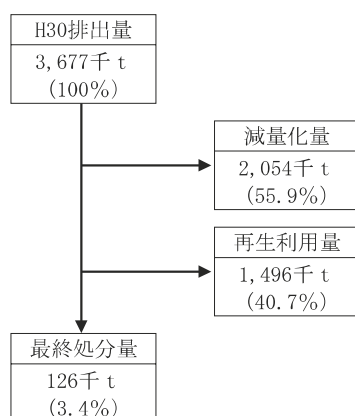 H30排出量
3,677千t
(100%)
減量化量
2,054千t
(55.9%)
再生利用量
1,496千t
(40.7%)
最終処分量
126千t
(3.4%)